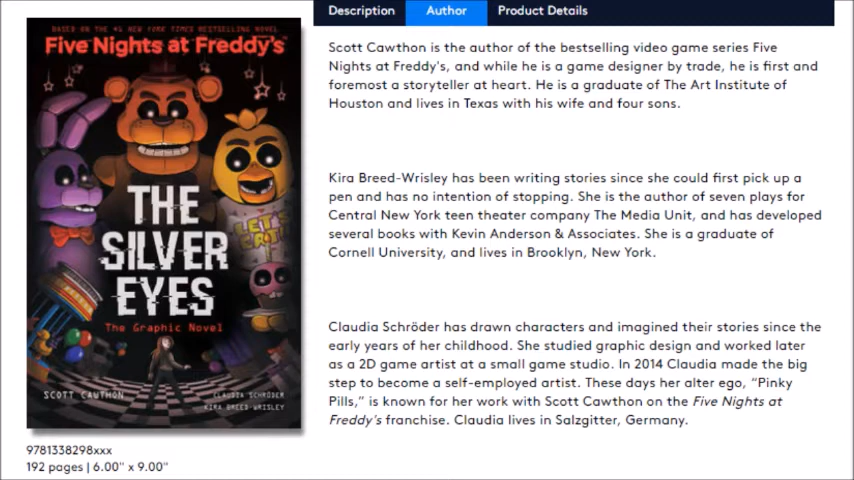 Description
Author
Product Details
BASED ON THE #1 NEW YORK TIMES BESTSELLING NOVEL
Five Nights at Freddy's
LET'S
EAT!
THE
SILVER
EYES
The Graphic Novel
SCOTT CAWTHON
CLAUDIA SCHRÖDER
KIRA BREED-WRISLEY
9781338298xxx
192 pages | 6.00" x 9.00"
Scott Cawthon is the author of the bestselling video game series Five
Nights at Freddy's, and while he is a game designer by trade, he is first and
foremost a storyteller at heart. He is a graduate of The Art Institute of
Houston and lives in Texas with his wife and four sons.
Kira Breed-Wrisley has been writing stories since she could first pick up a
pen and has no intention of stopping. She is the author of seven plays for
Central New York teen theater company The Media Unit, and has developed
several books with Kevin Anderson & Associates. She is a graduate of
Cornell University, and lives in Brooklyn, New York.
Claudia Schröder has drawn characters and imagined their stories since the
early years of her childhood. She studied graphic design and worked later
as a 2D game artist at a small game studio. In 2014 Claudia made the big
step to become a self-employed artist. These days her alter ego, “Pinky
Pills,” is known for her work with Scott Cawthon on the Five Nights at
Freddy's franchise. Claudia lives in Salzgitter, Germany.